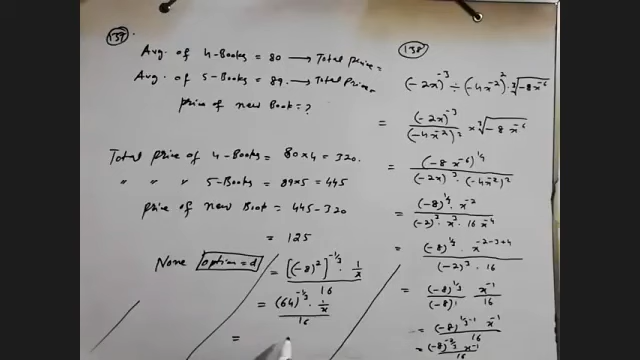 137
Avg. of 4-Books = 80 → Total price =
Avg. of 5-Books = 89. → Total price =
price of new Book = ?
Total price of 4-Books = 80×4 = 320.
" " " 5-Books = 89×5 = 445
price of new Book = 445-320
= 125
None option = d
138
(-2x)^-3 ÷ (-4x^-2)^2 · ∛(-8x^-6)
= (-2x)^-3 / (-4x^-2)^2 × ∛(-8x^-6)
= (-8x^-6)^1/3 / (-2x)^3 · (-4x^-2)^2
= (-8)^1/3 · x^-2 / (-2)^3 · x^3 · 16 x^-4
= (-8)^1/3 · x^-2-3+4 / (-2)^3 · 16
= (-8)^1/3 / (-8)^1 · x^-1 / 16
= (-8)^1/3-1 x^-1 / 16
= (-8)^-2/3 x^-1 / 16
= [(-8)^2]^-1/3 · 1/x / 16
= (64)^-1/3 · 1/x / 16
=